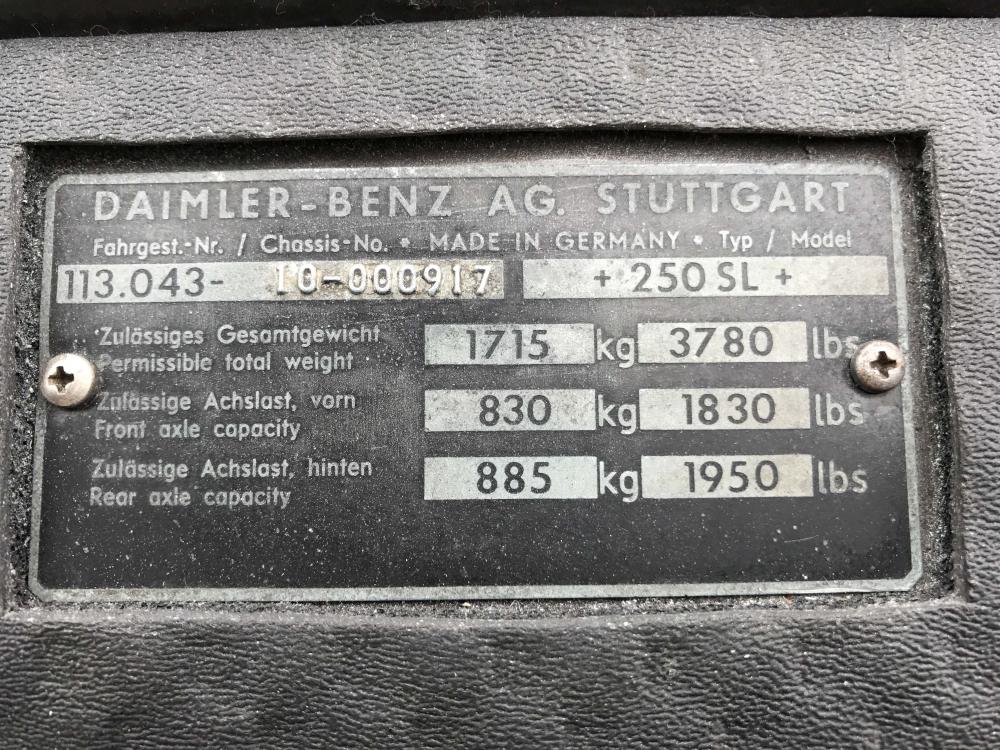 DAIMLER-BENZ AG. STUTTGART
Fahrgest.-Nr. / Chassis-No. • MADE IN GERMANY • Typ / Model
113.043- 10-000917 + 250 SL +
Zulässiges Gesamtgewicht
Permissible total weight 1715 kg 3780 lbs
Zulässige Achslast, vorn
Front axle capacity 830 kg 1830 lbs
Zulässige Achslast, hinten
Rear axle capacity 885 kg 1950 lbs